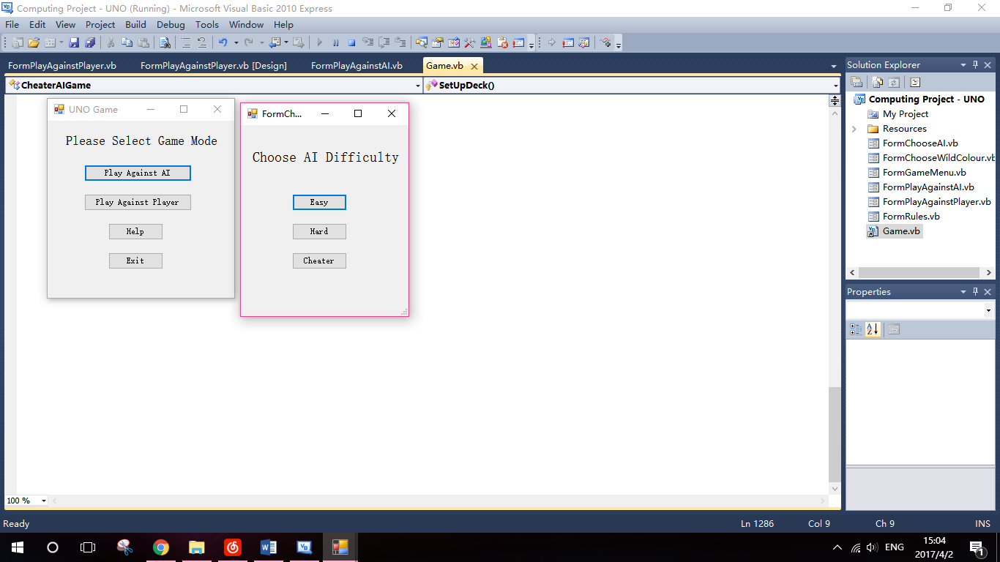 Computing Project - UNO (Running) - Microsoft Visual Basic 2010 Express
File Edit View Project Build Debug Tools Window Help
FormPlayAgainstPlayer.vb FormPlayAgainstPlayer.vb [Design] FormPlayAgainstAI.vb Game.vb
CheaterAIGame SetUpDeck()
UNO Game
Please Select Game Mode
Play Against AI
Play Against Player
Help
Exit
FormCh...
Choose AI Difficulty
Easy
Hard
Cheater
Solution Explorer
Computing Project - UNO
My Project
Resources
FormChooseAI.vb
FormChooseWildColour.vb
FormGameMenu.vb
FormPlayAgainstAI.vb
FormPlayAgainstPlayer.vb
FormRules.vb
Game.vb
Properties
100 %
Ready Ln 1286 Col 9 Ch 9 INS
ENG 15:04
2017/4/2 1